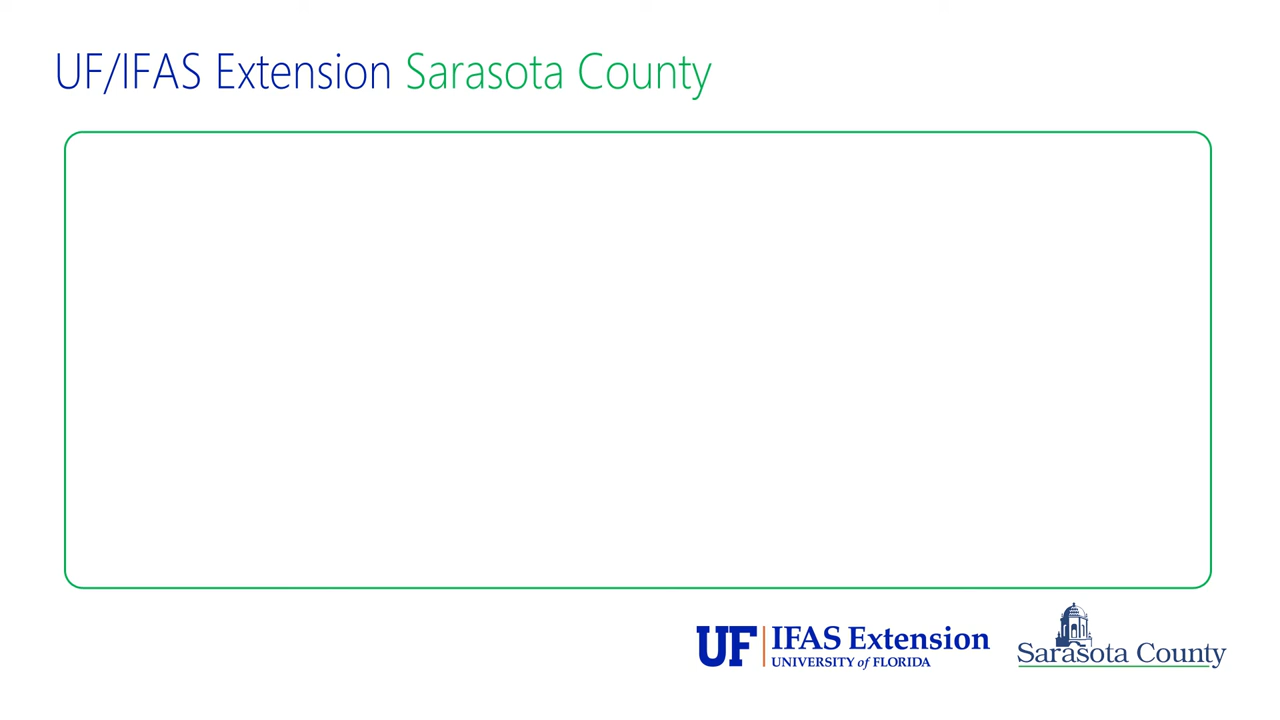 UF/IFAS Extension Sarasota County
UF IFAS Extension
UNIVERSITY of FLORIDA
Sarasota County